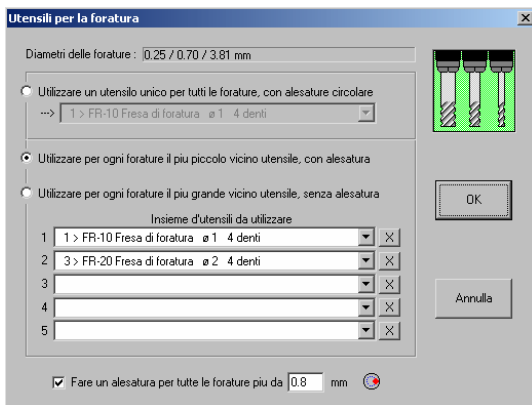 Utensili per la foratura
Diametri delle forature : 0.25 / 0.70 / 3.81 mm
Utilizzare un utensilo unico per tutti le forature, con alesature circolare
---> 1 > FR-10 Fresa di foratura ø 1 4 denti
Utilizzare per ogni forature il piu piccolo vicino utensile, con alesatura
Utilizzare per ogni forature il piu grande vicino utensile, senza alesatura
OK
Insieme d'utensili da utilizzare
1 1 > FR-10 Fresa di foratura ø 1 4 denti X
2 3 > FR-20 Fresa di foratura ø 2 4 denti X
3 X
4 X
5 X
Annulla
Fare un alesatura per tutte le forature piu da 0.8 mm